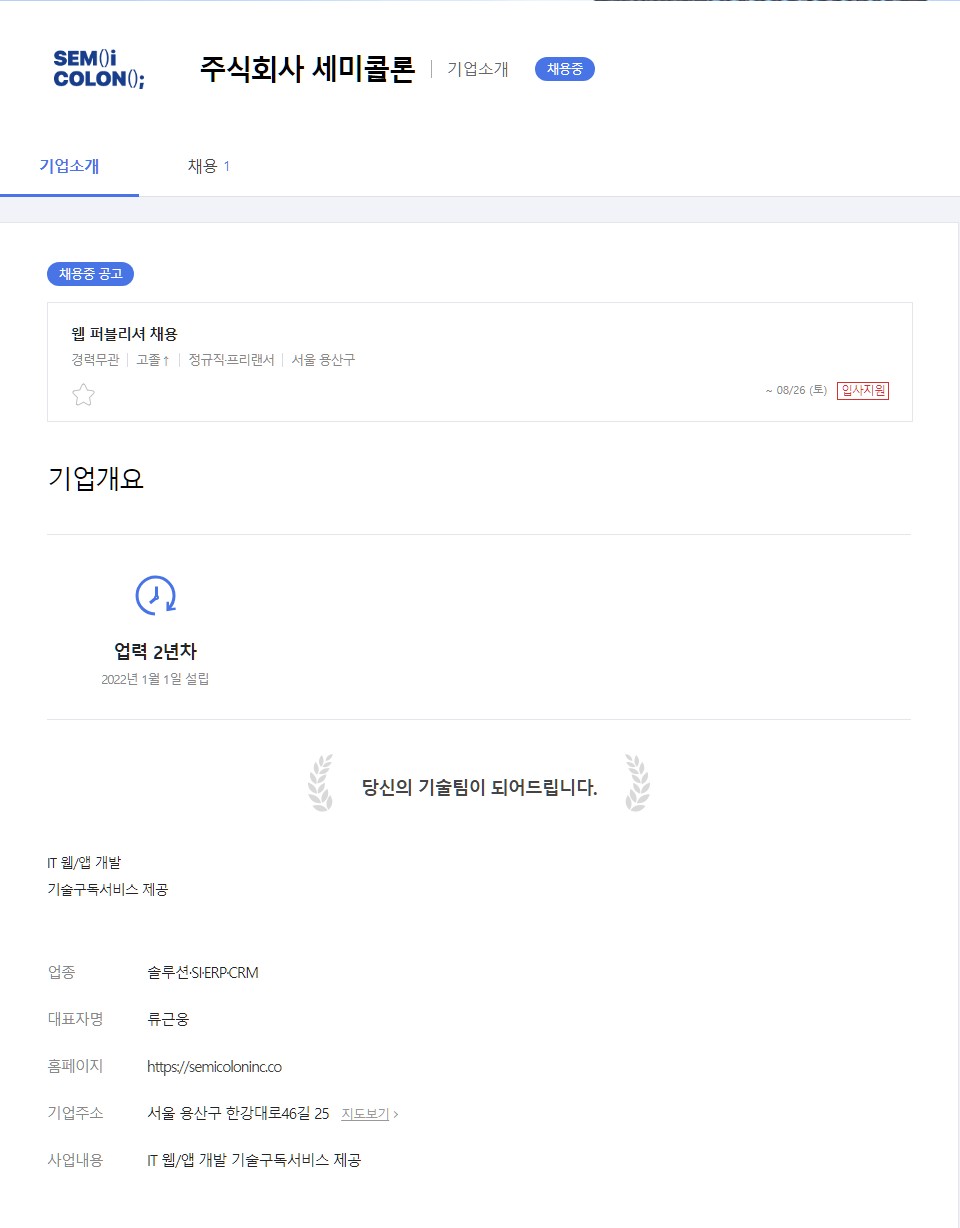 SEM()i
COLON();
주식회사 세미콜론 기업소개 채용중
기업소개 채용 1
채용중 공고
웹 퍼블리셔 채용
경력무관 고졸↑ 정규직·프리랜서 서울 용산구
~ 08/26 (토) 입사지원
기업개요
업력 2년차
2022년 1월 1일 설립
당신의 기술팀이 되어드립니다.
IT 웹/앱 개발
기술구독서비스 제공
업종 솔루션·SI·ERP·CRM
대표자명 류근웅
홈페이지 https://semicoloninc.co
기업주소 서울 용산구 한강대로46길 25 지도보기 >
사업내용 IT 웹/앱 개발 기술구독서비스 제공